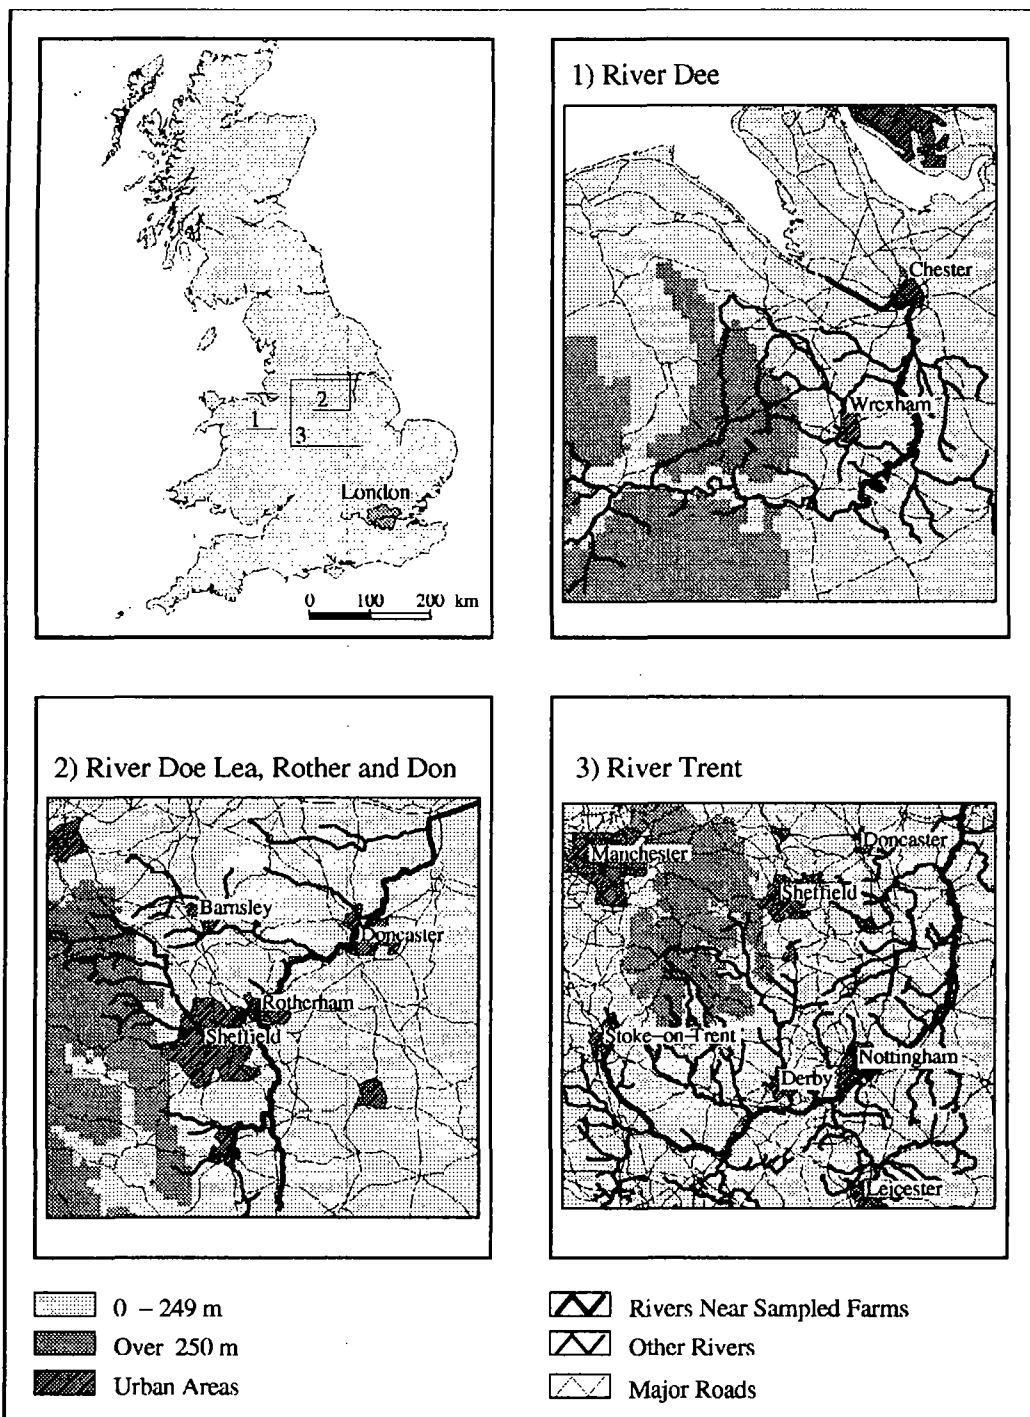 1
2
3
London
0 100 200 km
1) River Dee
Chester
Wrexham
2) River Doe Lea, Rother and Don
Barnsley
Doncaster
Rotherham
Sheffield
3) River Trent
Manchester
Doncaster
Sheffield
Stoke-on-Trent
Nottingham
Derby
Leicester
0 - 249 m
Over 250 m
Urban Areas
Rivers Near Sampled Farms
Other Rivers
Major Roads